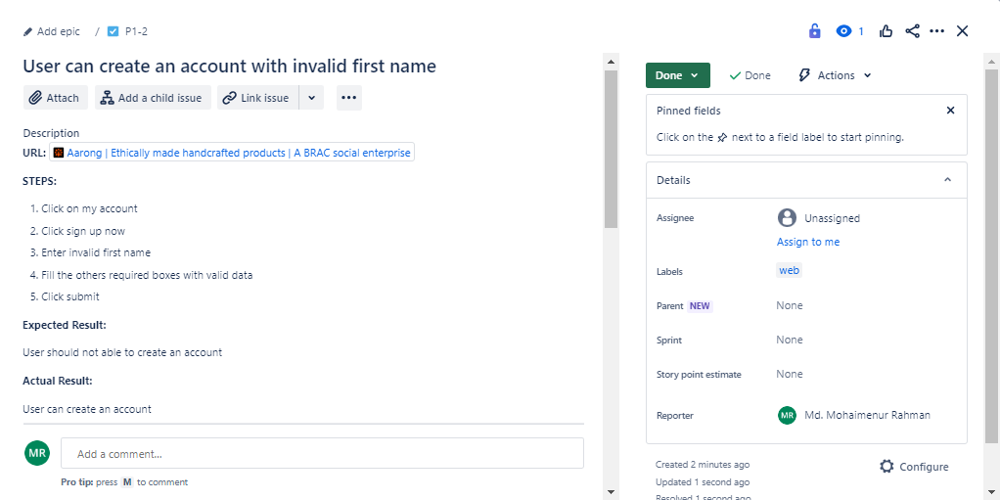 Add epic / P1-2
1
User can create an account with invalid first name
Attach Add a child issue Link issue
Description
URL: Aarong | Ethically made handcrafted products | A BRAC social enterprise
STEPS:
1. Click on my account
2. Click sign up now
3. Enter invalid first name
4. Fill the others required boxes with valid data
5. Click submit
Expected Result:
User should not able to create an account
Actual Result:
User can create an account
MR Add a comment...
Pro tip: press M to comment
Done Done Actions
Pinned fields
Click on the next to a field label to start pinning.
Details
Assignee Unassigned
Assign to me
Labels web
Parent NEW None
Sprint None
Story point estimate None
Reporter MR Md. Mohaimenur Rahman
Created 2 minutes ago Configure
Updated 1 second ago
Resolved 1 second ago